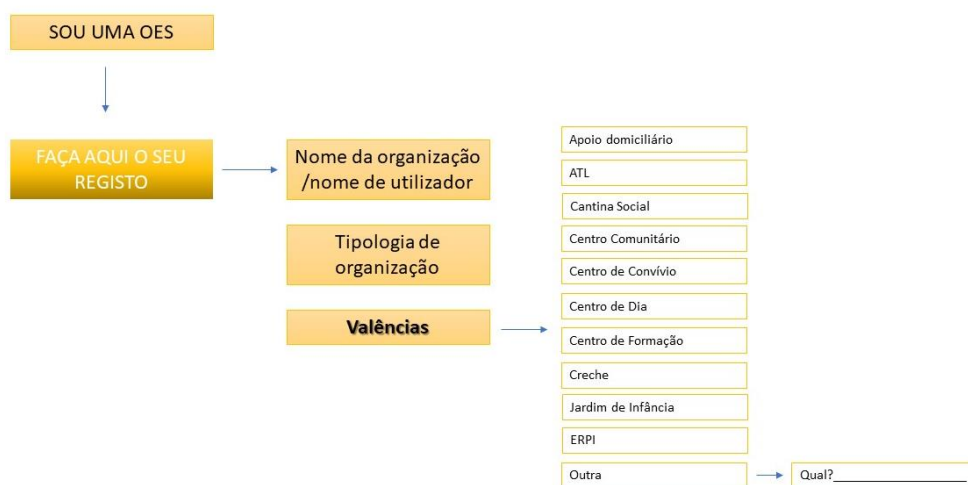 SOU UMA OES
FAÇA AQUI O SEU
REGISTO
Nome da organização
/nome de utilizador
Tipologia de
organização
Valências
Apoio domiciliário
ATL
Cantina Social
Centro Comunitário
Centro de Convívio
Centro de Dia
Centro de Formação
Creche
Jardim de Infância
ERPI
Outra
Qual?____________________